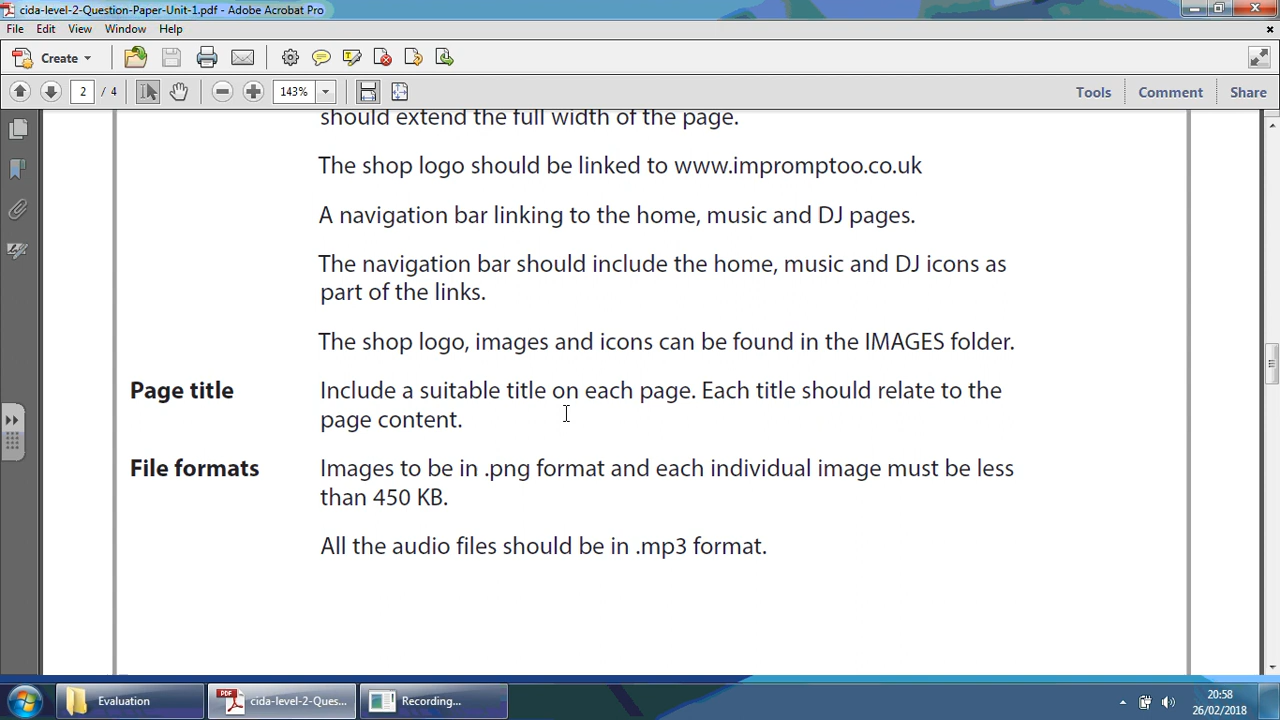 cida-level-2-Question-Paper-Unit-1.pdf - Adobe Acrobat Pro
File Edit View Window Help
Create
2 / 4 143% Tools Comment Share
should extend the full width of the page.
The shop logo should be linked to www.impromptoo.co.uk
A navigation bar linking to the home, music and DJ pages.
The navigation bar should include the home, music and DJ icons as
part of the links.
The shop logo, images and icons can be found in the IMAGES folder.
Page title Include a suitable title on each page. Each title should relate to the
page content.
File formats Images to be in .png format and each individual image must be less
than 450 KB.
All the audio files should be in .mp3 format.
Evaluation PDF cida-level-2-Ques... Recording... 20:58
26/02/2018